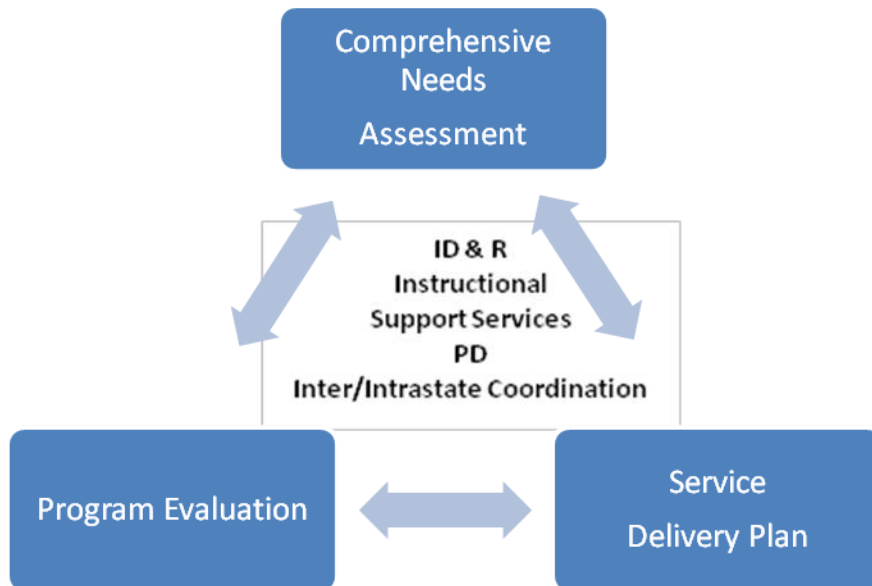 Comprehensive
Needs
Assessment
ID & R
Instructional
Support Services
PD
Inter/Intrastate Coordination
Program Evaluation
Service
Delivery Plan